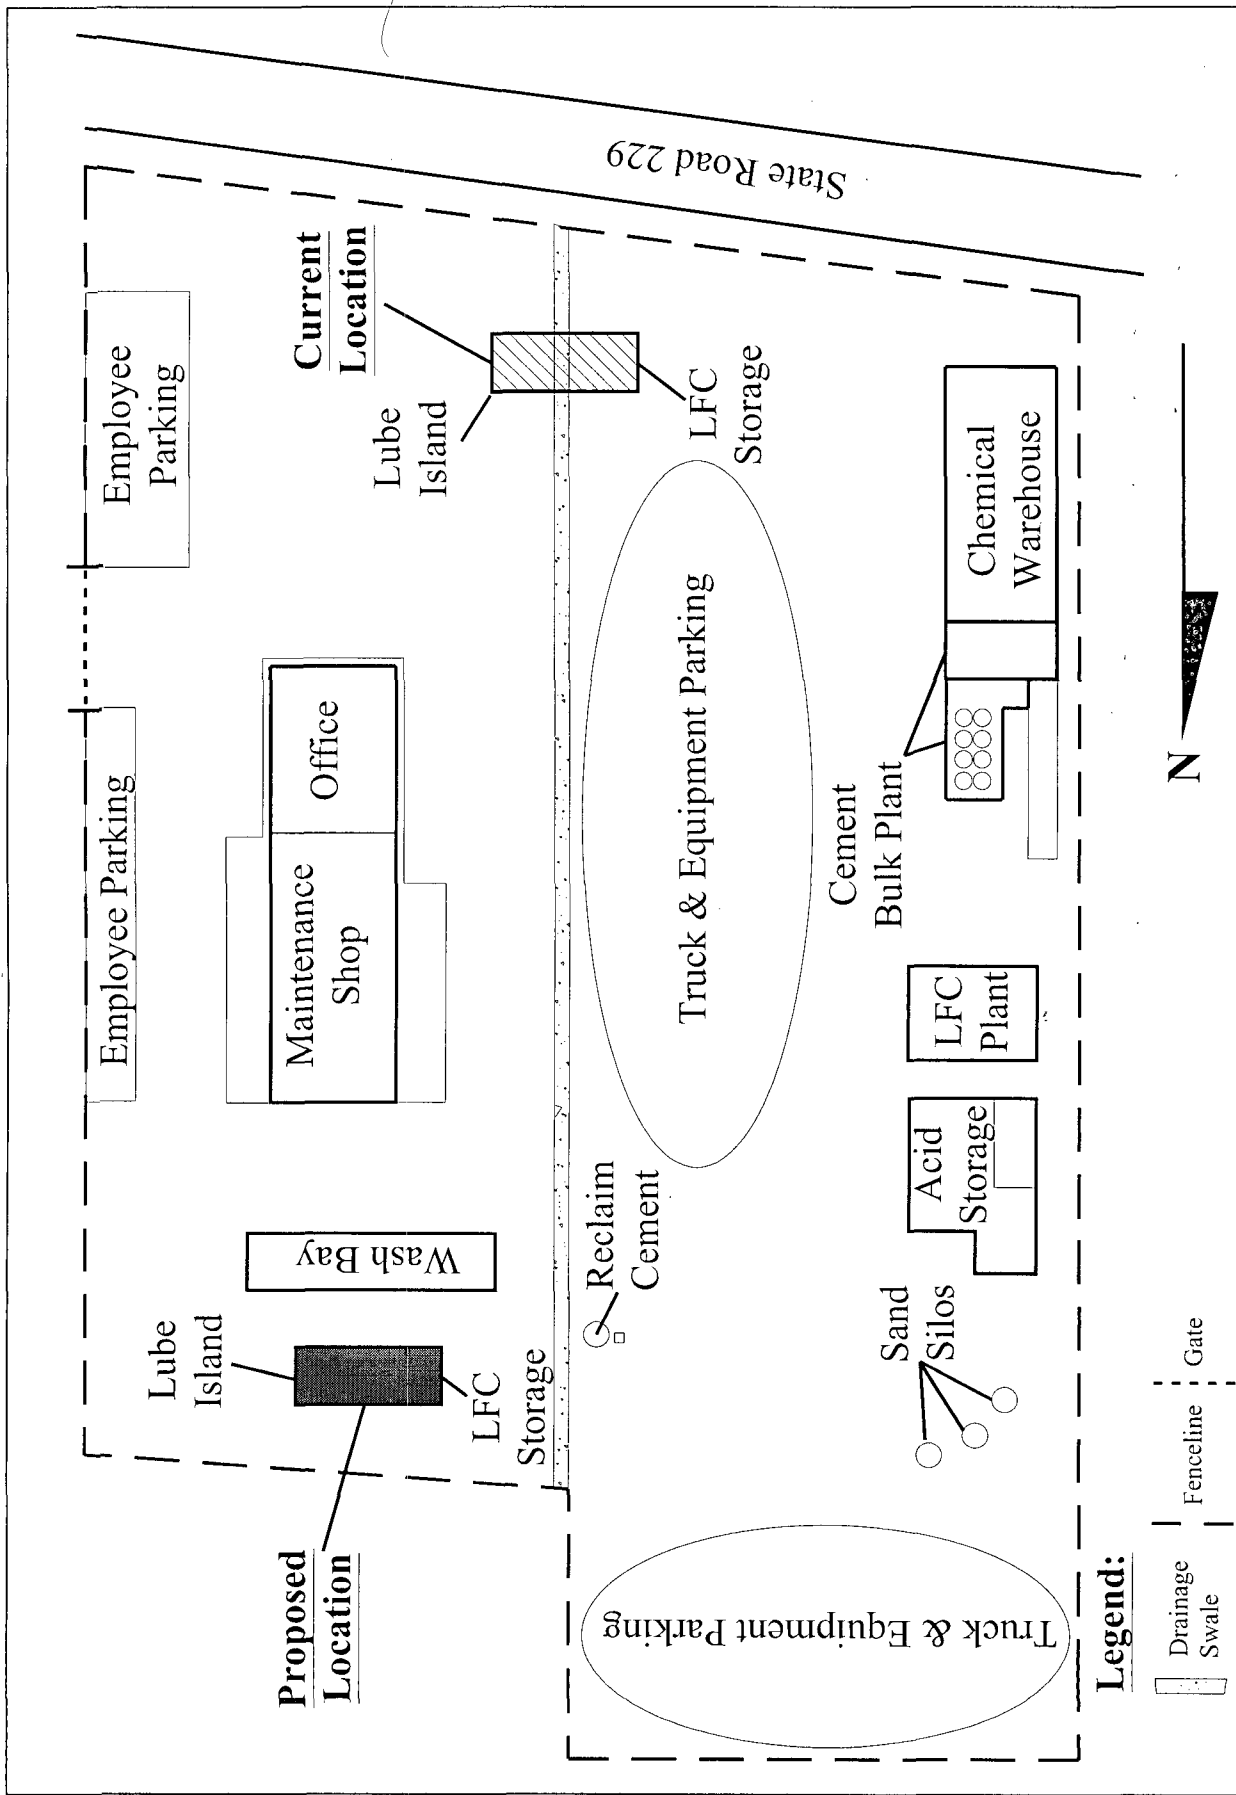 Proposed
Location
Lube
Island
LFC
Storage
Wash Bay
Employee Parking
Maintenance
Shop
Office
Employee
Parking
Current
Location
Lube
Island
LFC
Storage
State Road 229
Reclaim
Cement
Truck & Equipment Parking
Truck & Equipment Parking
Sand
Silos
Acid
Storage
LFC
Plant
Cement
Bulk Plant
Chemical
Warehouse
N
Legend:
Drainage
Swale
Fenceline
Gate